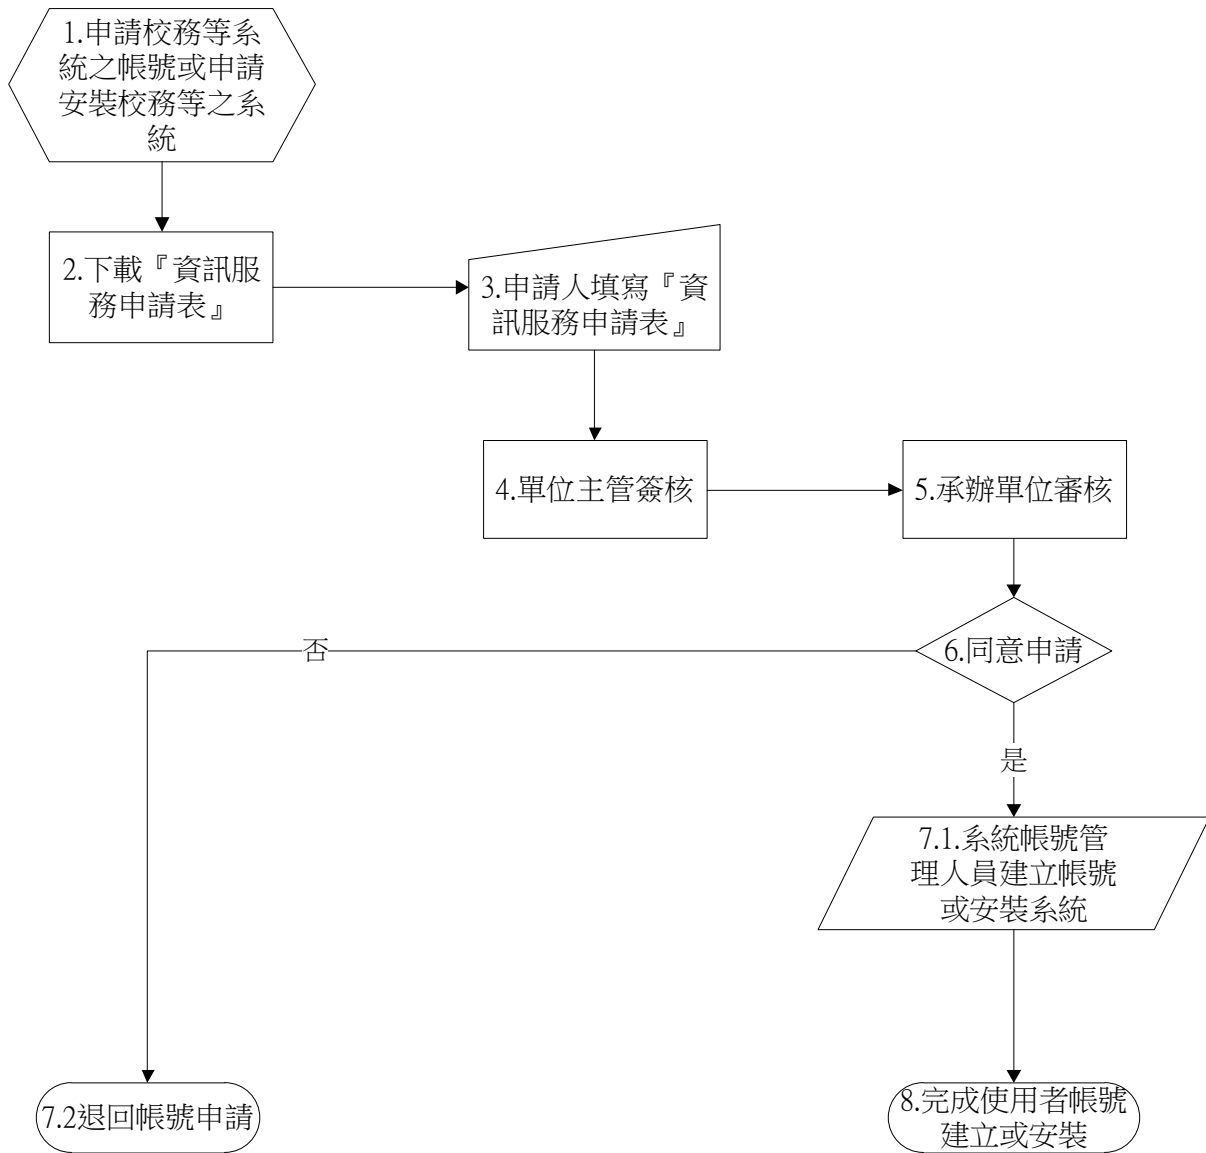 1.申請校務等系
統之帳號或申請
安裝校務等之系
統
2.下載『資訊服
務申請表』
3.申請人填寫『資
訊服務申請表』
4.單位主管簽核
5.承辦單位審核
6.同意申請
否
是
7.1.系統帳號管
理人員建立帳號
或安裝系統
7.2退回帳號申請
8.完成使用者帳號
建立或安裝